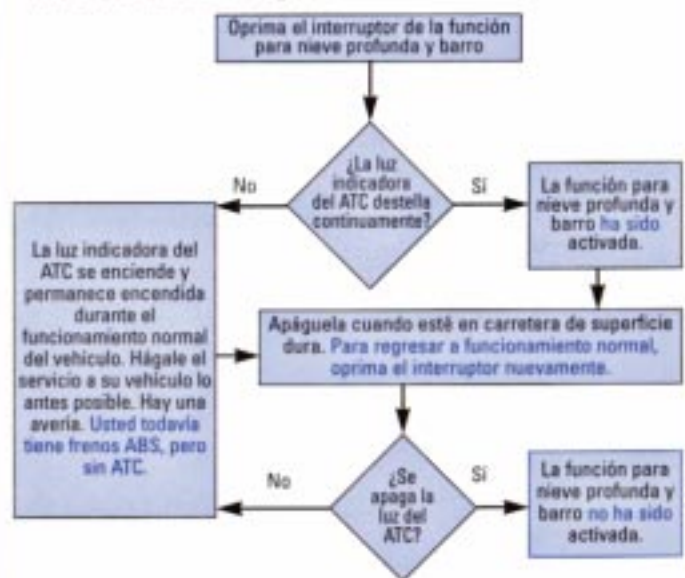 Oprima el interruptor de la función
para nieve profunda y barro
¿La luz
indicadora
del ATC destella
continuamente?
No
Sí
La función para
nieve profunda y
barro ha sido
activada.
La luz indicadora del
ATC se enciende y
permanece encendida
durante el
funcionamiento normal
del vehículo. Hágale el
servicio a su vehículo lo
antes posible. Hay una
avería. Usted todavía
tiene frenos ABS, pero
sin ATC.
Apáguela cuando esté en carretera de superficie
dura. Para regresar a funcionamiento normal,
oprima el interruptor nuevamente.
¿Se
apaga la
luz del
ATC?
No
Sí
La función para
nieve profunda y
barro no ha sido
activada.